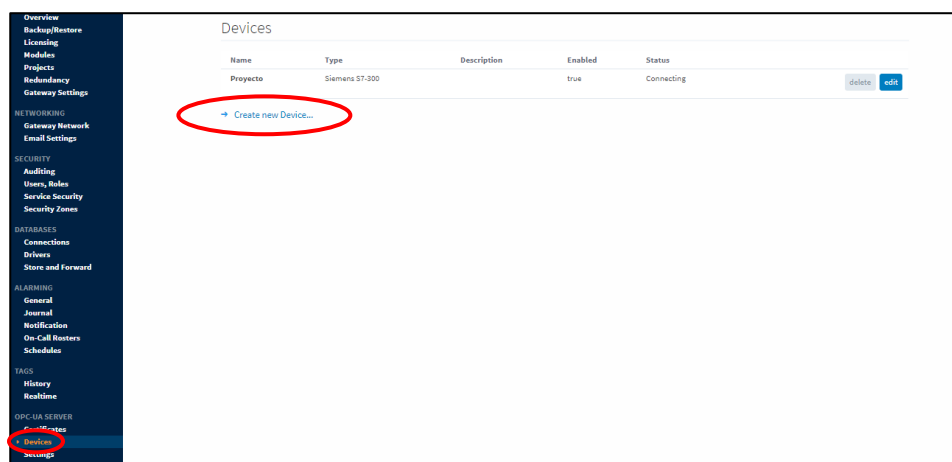 Overview
Backup/Restore
Licensing
Modules
Projects
Redundancy
Gateway Settings
NETWORKING
Gateway Network
Email Settings
SECURITY
Auditing
Users, Roles
Service Security
Security Zones
DATABASES
Connections
Drivers
Store and Forward
ALARMING
General
Journal
Notification
On-Call Rosters
Schedules
TAGS
History
Realtime
OPC-UA SERVER
Certificates
Devices
Settings
Devices
Name Type Description Enabled Status
Proyecto Siemens S7-300 true Connecting delete edit
→ Create new Device...